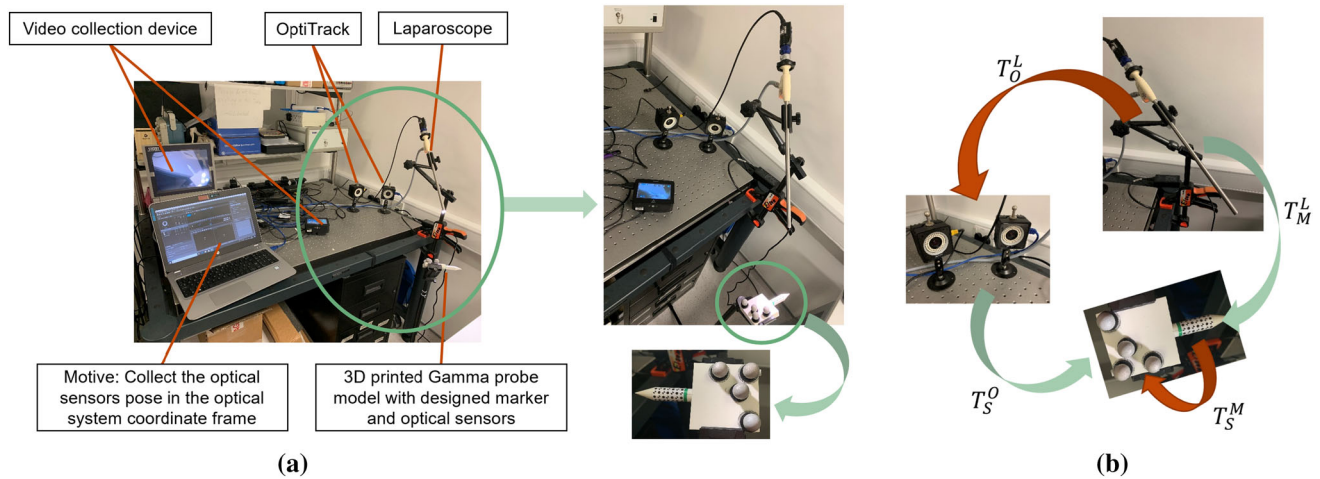 Video collection device
OptiTrack
Laparoscope
Motive: Collect the optical
sensors pose in the optical
system coordinate frame
3D printed Gamma probe
model with designed marker
and optical sensors
(a)
T_O^L
T_M^L
T_S^O
T_S^M
(b)